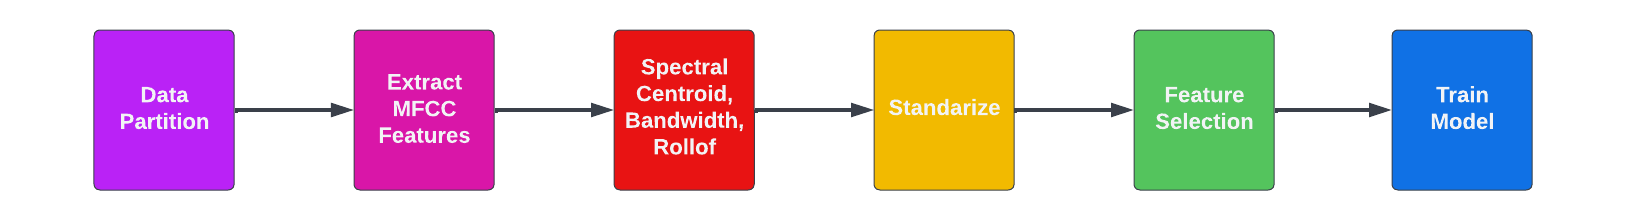 Data
Partition
Extract
MFCC
Features
Spectral
Centroid,
Bandwidth,
Rollof
Standarize
Feature
Selection
Train
Model